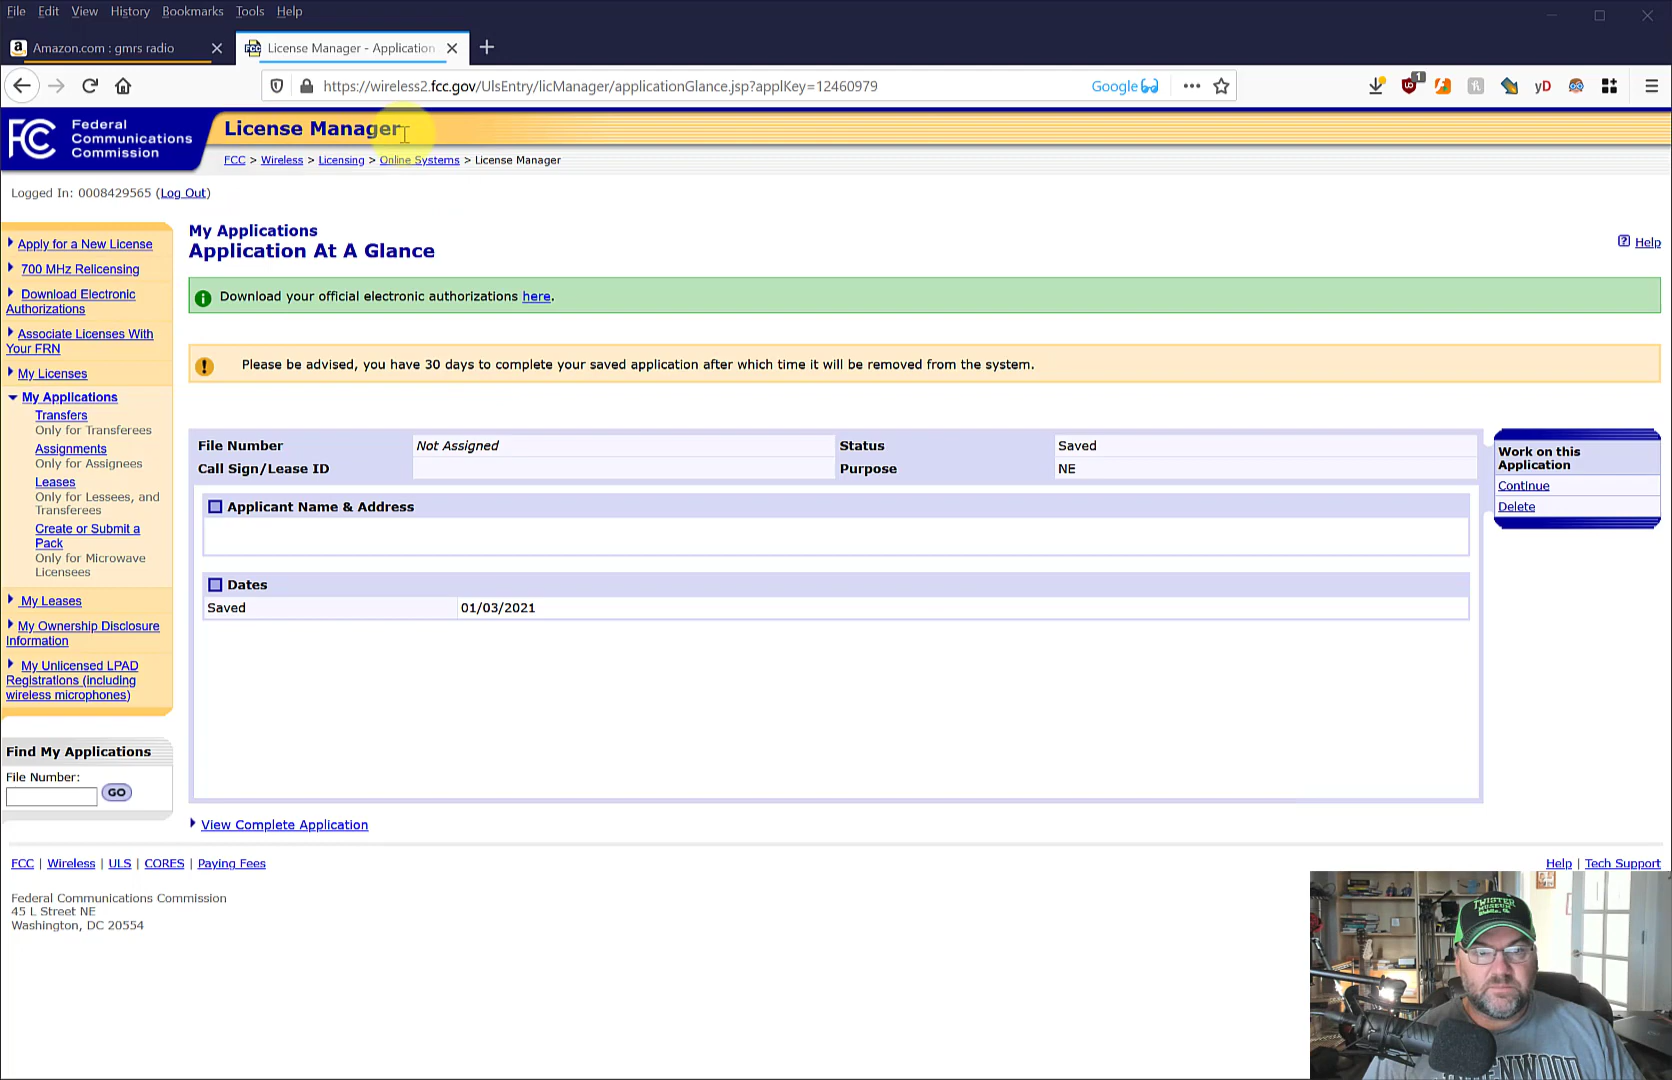 File Edit View History Bookmarks Tools Help
Amazon.com : gmrs radio
License Manager - Application
https://wireless2.fcc.gov/UlsEntry/licManager/applicationGlance.jsp?applKey=12460979
Google
1
yD
FCC Federal Communications Commission
License Manager
FCC > Wireless > Licensing > Online Systems > License Manager
Logged In: 0008429565 (Log Out)
Apply for a New License
700 MHz Relicensing
Download Electronic
Authorizations
Associate Licenses With
Your FRN
My Licenses
My Applications
Transfers
Only for Transferees
Assignments
Only for Assignees
Leases
Only for Lessees, and
Transferees
Create or Submit a
Pack
Only for Microwave
Licensees
My Leases
My Ownership Disclosure
Information
My Unlicensed LPAD
Registrations (including
wireless microphones)
Find My Applications
File Number:
GO
My Applications
Application At A Glance
Help
Download your official electronic authorizations here.
Please be advised, you have 30 days to complete your saved application after which time it will be removed from the system.
File Number Not Assigned Status Saved
Call Sign/Lease ID Purpose NE
Applicant Name & Address
Dates
Saved 01/03/2021
Work on this
Application
Continue
Delete
View Complete Application
FCC | Wireless | ULS | CORES | Paying Fees
Help | Tech Support
Federal Communications Commission
45 L Street NE
Washington, DC 20554
TWISTER
MUSEUM